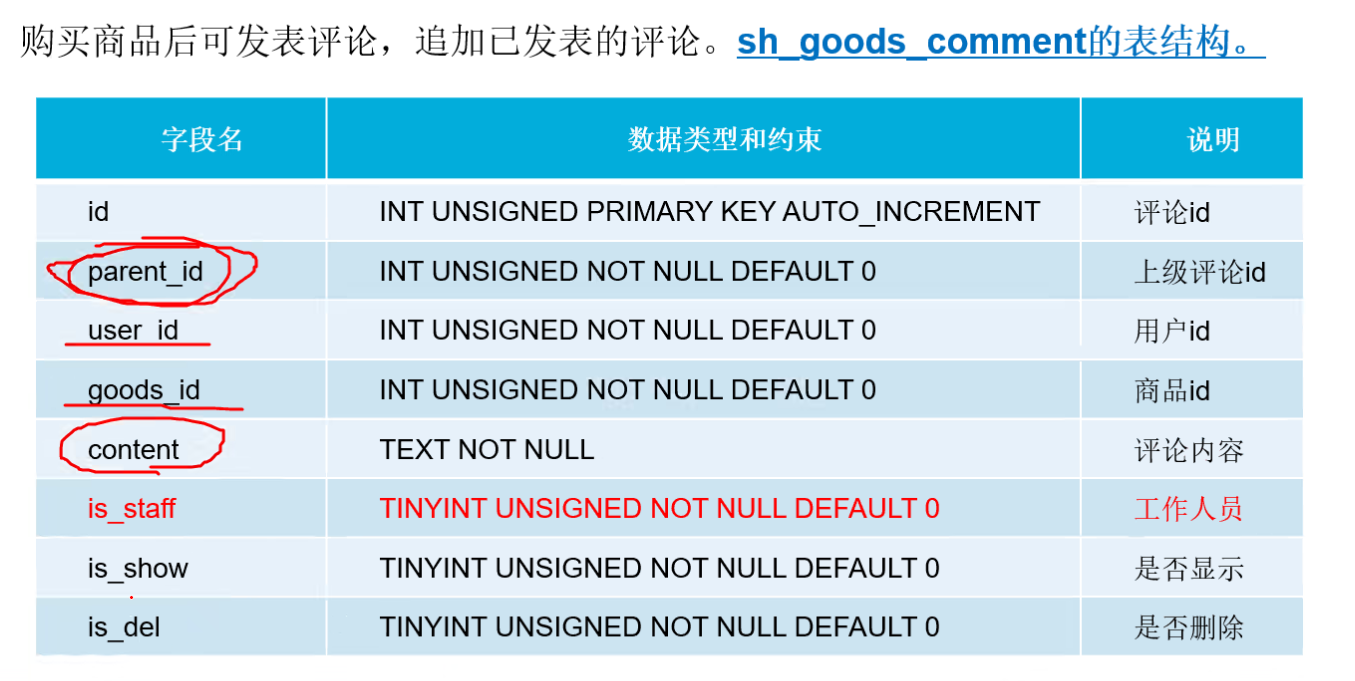 购买商品后可发表评论，追加已发表的评论。sh_goods_comment的表结构。
字段名 数据类型和约束 说明
id INT UNSIGNED PRIMARY KEY AUTO_INCREMENT 评论id
parent_id INT UNSIGNED NOT NULL DEFAULT 0 上级评论id
user_id INT UNSIGNED NOT NULL DEFAULT 0 用户id
goods_id INT UNSIGNED NOT NULL DEFAULT 0 商品id
content TEXT NOT NULL 评论内容
is_staff TINYINT UNSIGNED NOT NULL DEFAULT 0 工作人员
is_show TINYINT UNSIGNED NOT NULL DEFAULT 0 是否显示
is_del TINYINT UNSIGNED NOT NULL DEFAULT 0 是否删除